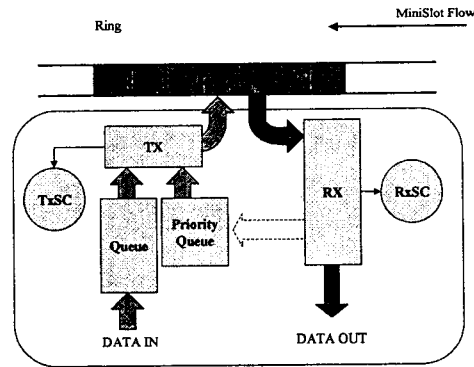 MiniSlot Flow
Ring
TX
TxSC
RX
RxSC
Queue
Priority
Queue
DATA IN
DATA OUT